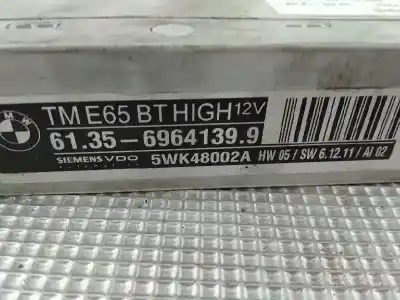 BMW
TM E65 BT HIGH 12V
61.35-6964139.9
SIEMENS VDO
5WK48002A HW 05 / SW 6.12.11 / AI 02